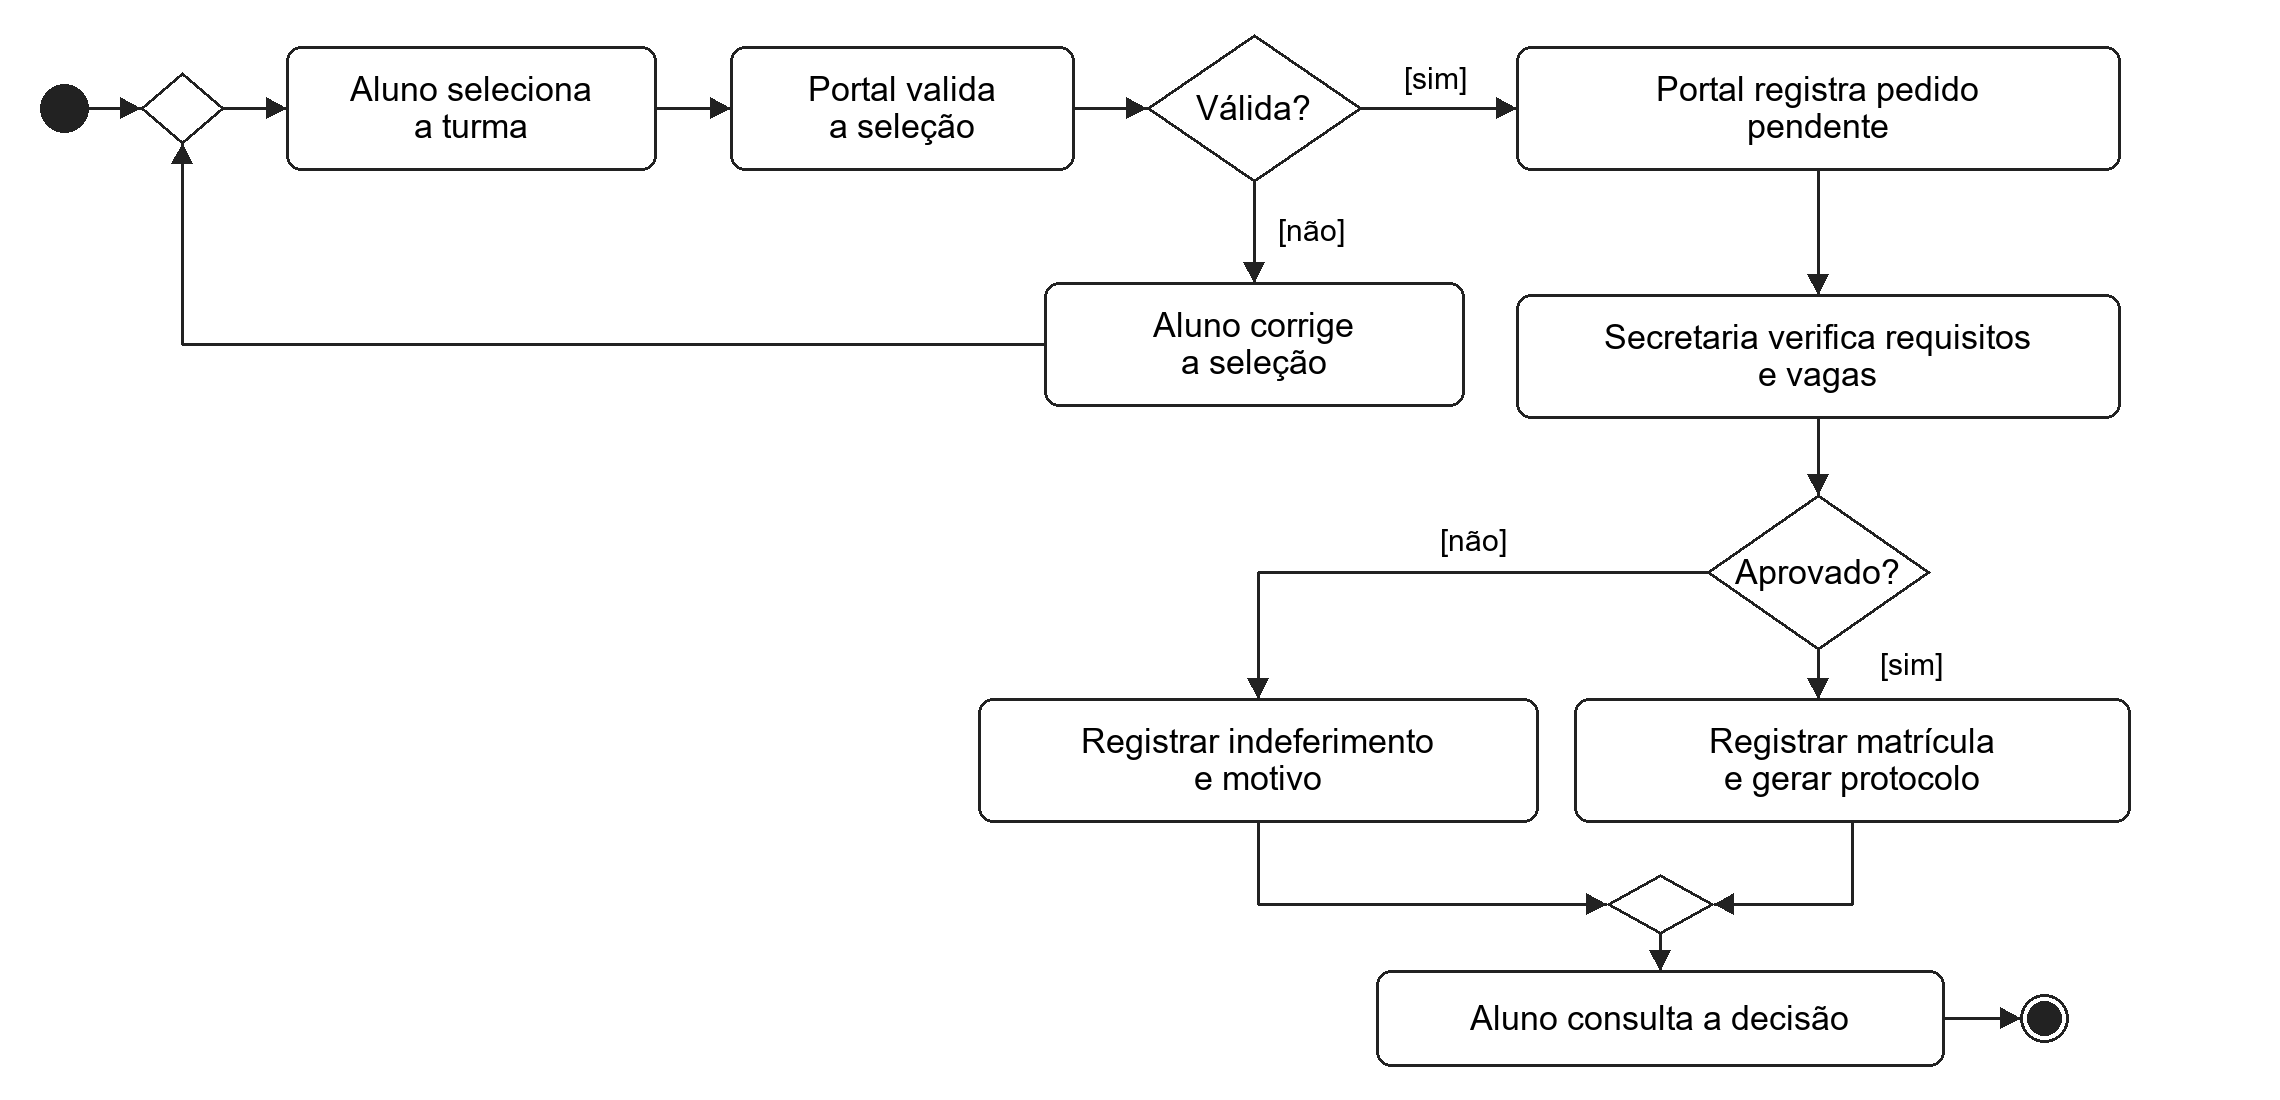 Aluno seleciona
a turma
Portal valida
a seleção
Válida?
[sim]
Portal registra pedido
pendente
[não]
Aluno corrige
a seleção
Secretaria verifica requisitos
e vagas
[não]
Aprovado?
[sim]
Registrar indeferimento
e motivo
Registrar matrícula
e gerar protocolo
Aluno consulta a decisão